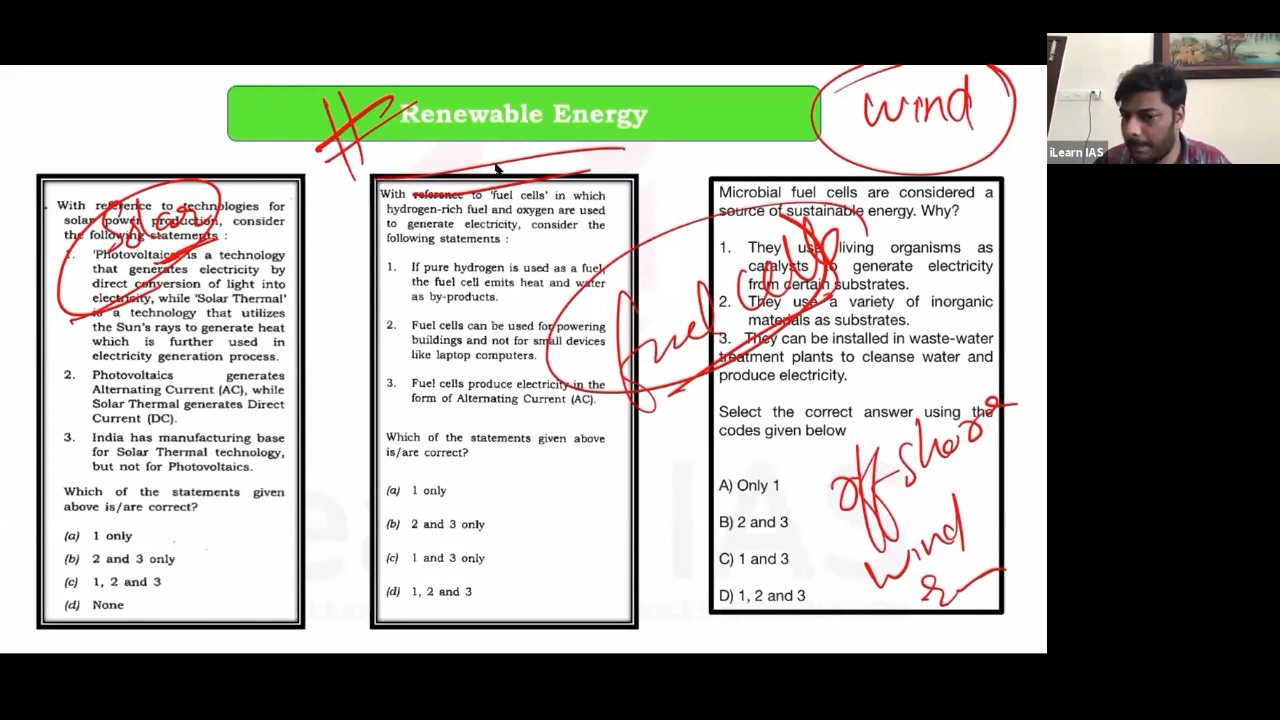 # Renewable Energy
wind
iLearn IAS
With reference to technologies for
solar power production, consider
the following statements :
Solar
1. 'Photovoltaics' is a technology
that generates electricity by
direct conversion of light into
electricity, while 'Solar Thermal'
is a technology that utilizes
the Sun's rays to generate heat
which is further used in
electricity generation process.
2. Photovoltaics generates
Alternating Current (AC), while
Solar Thermal generates Direct
Current (DC).
3. India has manufacturing base
for Solar Thermal technology,
but not for Photovoltaics.
Which of the statements given
above is/are correct?
(a) 1 only
(b) 2 and 3 only
(c) 1, 2 and 3
(d) None
With reference to 'fuel cells' in which
hydrogen-rich fuel and oxygen are used
to generate electricity, consider the
following statements :
1. If pure hydrogen is used as a fuel,
the fuel cell emits heat and water
as by-products.
2. Fuel cells can be used for powering
buildings and not for small devices
like laptop computers.
3. Fuel cells produce electricity in the
form of Alternating Current (AC).
Which of the statements given above
is/are correct?
(a) 1 only
(b) 2 and 3 only
(c) 1 and 3 only
(d) 1, 2 and 3
fuel cells
Microbial fuel cells are considered a
source of sustainable energy. Why?
1. They use living organisms as
catalysts to generate electricity
from certain substrates.
2. They use a variety of inorganic
materials as substrates.
3. They can be installed in waste-water
treatment plants to cleanse water and
produce electricity.
Select the correct answer using the
codes given below
A) Only 1
B) 2 and 3
C) 1 and 3
D) 1, 2 and 3
offshore
wind